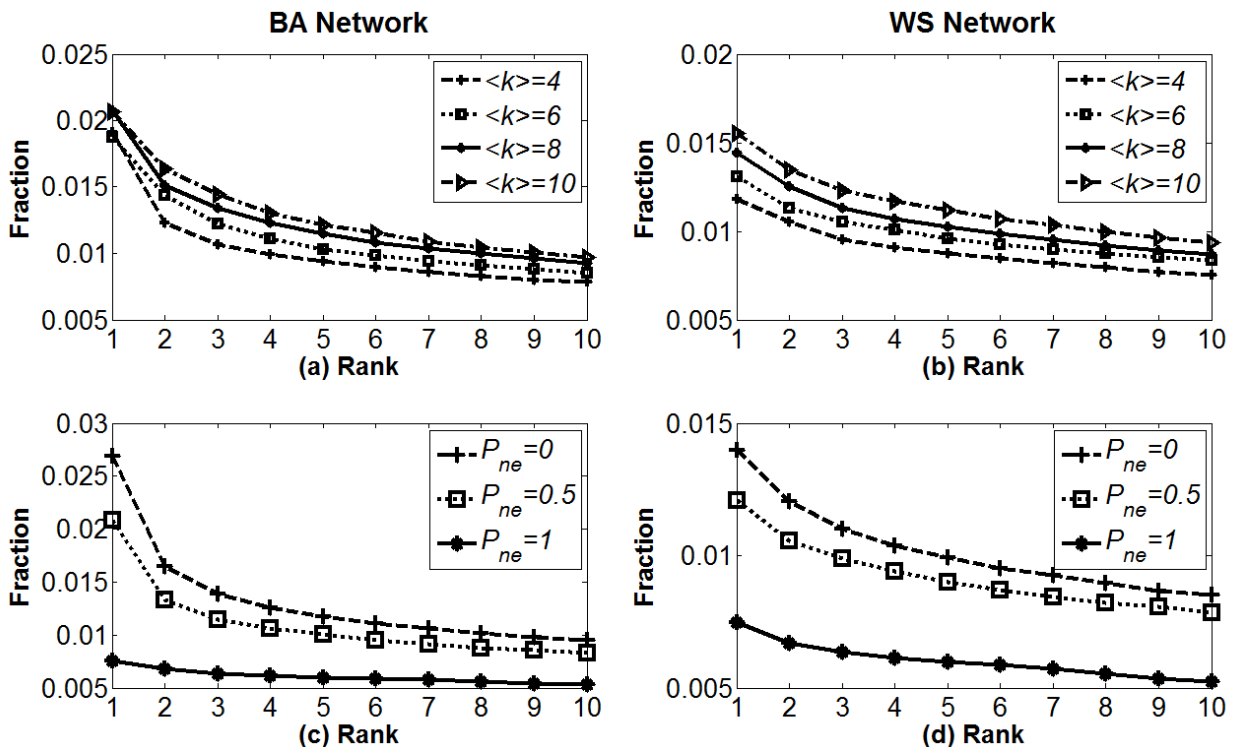 BA Network
WS Network
0.025
0.02
0.015
0.01
0.005
Fraction
<k>=4
<k>=6
<k>=8
<k>=10
1 2 3 4 5 6 7 8 9 10
(a) Rank
0.02
0.015
0.01
0.005
Fraction
<k>=4
<k>=6
<k>=8
<k>=10
1 2 3 4 5 6 7 8 9 10
(b) Rank
0.03
0.025
0.02
0.015
0.01
0.005
Fraction
P_ne=0
P_ne=0.5
P_ne=1
1 2 3 4 5 6 7 8 9 10
(c) Rank
0.015
0.01
0.005
Fraction
P_ne=0
P_ne=0.5
P_ne=1
1 2 3 4 5 6 7 8 9 10
(d) Rank